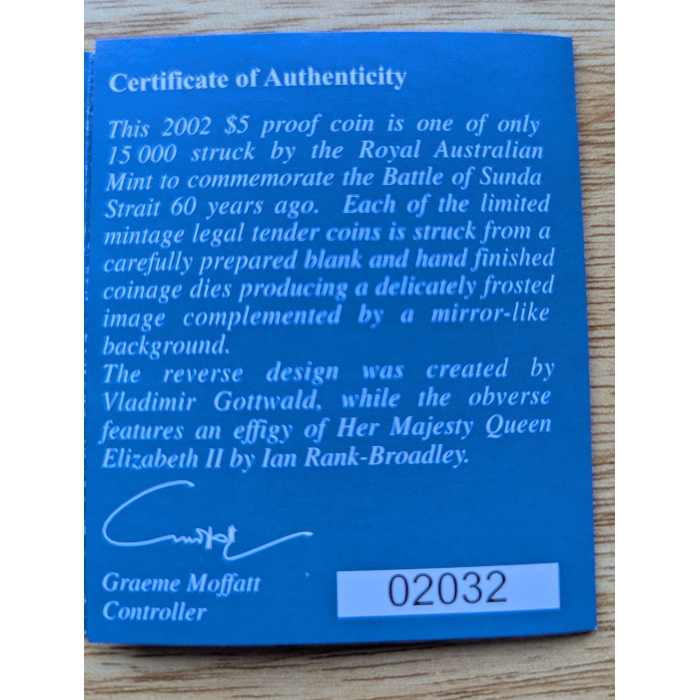 Certificate of Authenticity
This 2002 $5 proof coin is one of only
15 000 struck by the Royal Australian
Mint to commemorate the Battle of Sunda
Strait 60 years ago. Each of the limited
mintage legal tender coins is struck from a
carefully prepared blank and hand finished
coinage dies producing a delicately frosted
image complemented by a mirror-like
background.
The reverse design was created by
Vladimir Gottwald, while the obverse
features an effigy of Her Majesty Queen
Elizabeth II by Ian Rank-Broadley.
Graeme Moffatt
Controller
02032